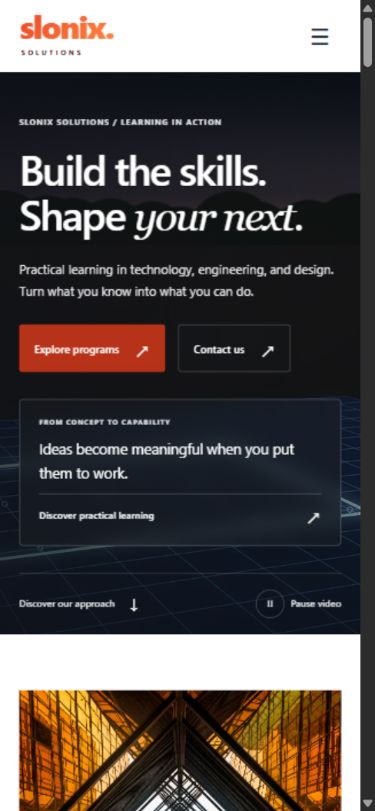 slonix.
SOLUTIONS
SLONIX SOLUTIONS / LEARNING IN ACTION
Build the skills.
Shape your next.
Practical learning in technology, engineering, and design.
Turn what you know into what you can do.
Explore programs ↗
Contact us ↗
FROM CONCEPT TO CAPABILITY
Ideas become meaningful when you put
them to work.
Discover practical learning ↗
Discover our approach ↓
Pause video